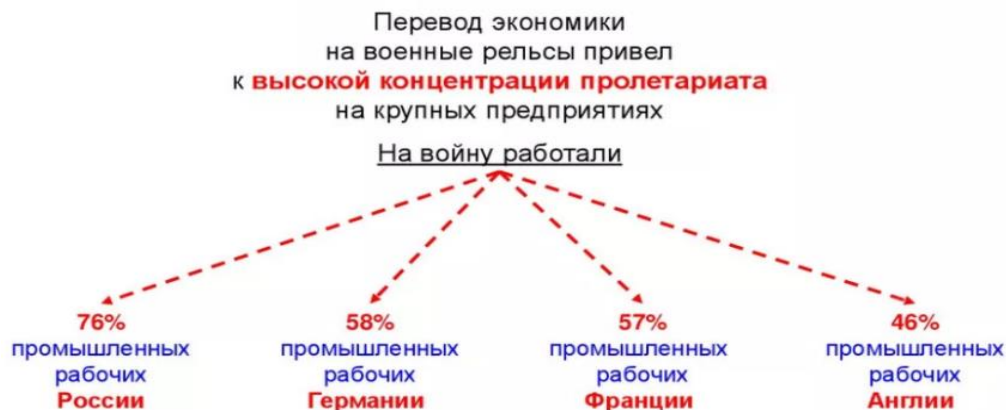 Перевод экономики
на военные рельсы привел
к высокой концентрации пролетариата
на крупных предприятиях
На войну работали
76%
промышленных
рабочих
России
58%
промышленных
рабочих
Германии
57%
промышленных
рабочих
Франции
46%
промышленных
рабочих
Англии